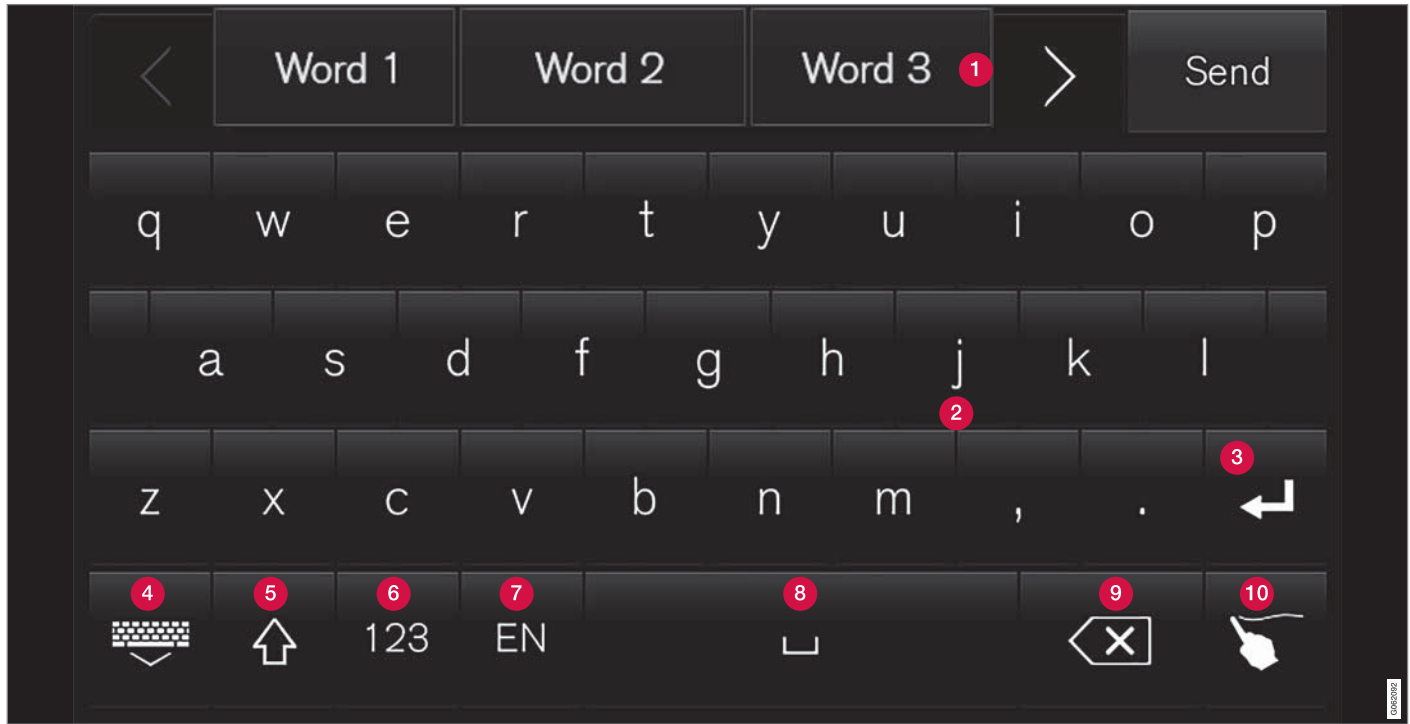 Word 1 Word 2 Word 3 1 Send
q w e r t y u i o p
a s d f g h j k l
2
3
z x c v b n m , .
4 5 6 7 8 9 10
123 EN
G062092